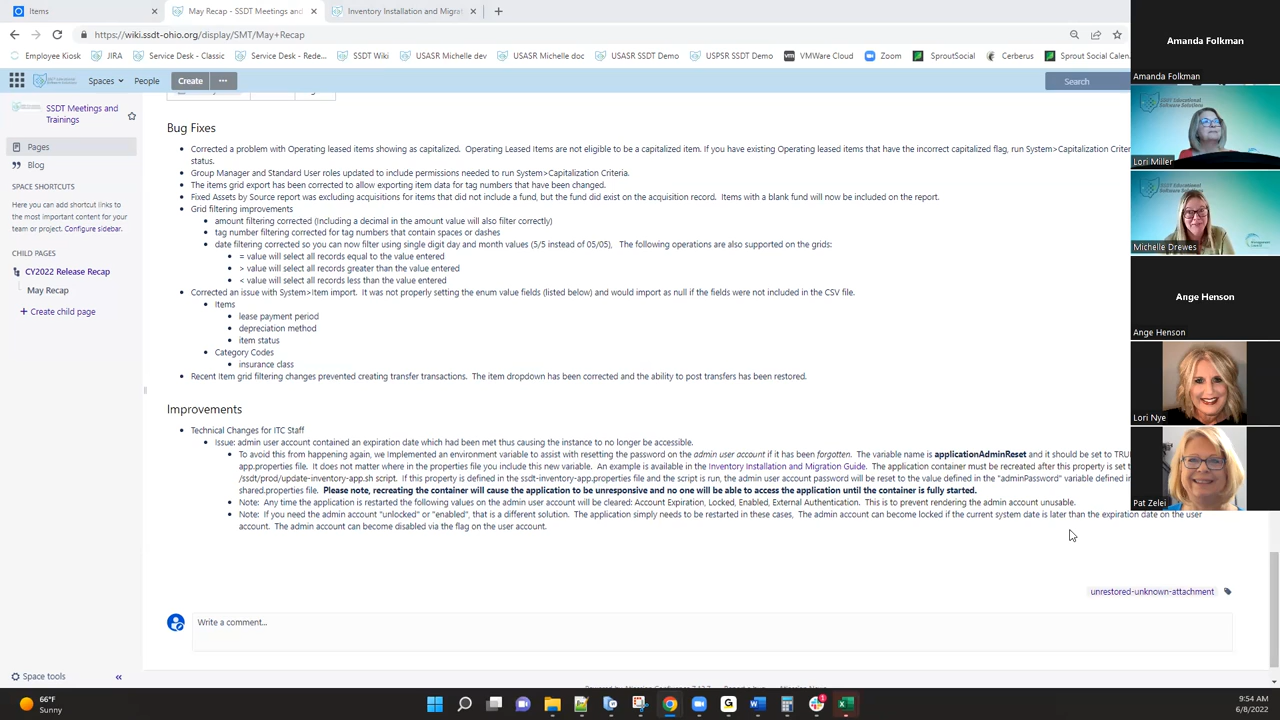 Items
May Recap - SSDT Meetings and
Inventory Installation and Migrat
https://wiki.ssdt-ohio.org/display/SMT/May+Recap
Employee Kiosk
JIRA
Service Desk - Classic
Service Desk - Cloud
SSDT Wiki
USASR Michelle dev
USASR Michelle doc
USASR SSDT Demo
USPSR SSDT Demo
VMWare Cloud
Zoom
SproutSocial
Cerberus
Sprout Social Calen
Spaces
People
Create
Search
SSDT Meetings and
Trainings
Pages
Blog
SPACE SHORTCUTS
Here you can add shortcut links to
the most important content for your
team or project. Configure sidebar.
CHILD PAGES
CY2022 Release Recap
May Recap
+ Create child page
Space tools
Bug Fixes
Corrected a problem with Operating leased items showing as capitalized. Operating Leased Items are not eligible to be a capitalized item. If you have existing Operating leased items that have the incorrect capitalized flag, run System>Capitalization Criter
status.
Group Manager and Standard User roles updated to include permissions needed to run System>Capitalization Criteria.
The items grid export has been corrected to allow exporting item data for tag numbers that have been changed.
Fixed Assets by Source report was excluding acquisitions for items that did not include a fund, but the fund did exist on the acquisition record. Items with a blank fund will now be included on the report.
Grid filtering improvements
amount filtering corrected (including a decimal in the amount value will also filter correctly)
tag number filtering corrected for tag numbers that contain spaces or dashes
date filtering corrected so you can now filter using single digit day and month values (5/5 instead of 05/05), The following operations are also supported on the grids:
= value will select all records equal to the value entered
> value will select all records greater than the value entered
< value will select all records less than the value entered
Corrected an issue with System>Item import. It was not properly setting the enum value fields (listed below) and would import as null if the fields were not included in the CSV file.
Items
lease payment period
depreciation method
item status
Category Codes
insurance class
Recent Item grid filtering changes prevented creating transfer transactions. The item dropdown has been corrected and the ability to post transfers has been restored.
Improvements
Technical Changes for ITC Staff
Issue: admin user account contained an expiration date which had been met thus causing the instance to no longer be accessible.
To avoid this from happening again, we Implemented an environment variable to assist with resetting the password on the admin user account if it has been forgotten. The variable name is applicationAdminReset and it should be set to TRU
app.properties file. It does not matter where in the properties file you include this new variable. An example is available in the Inventory Installation and Migration Guide. The application container must be recreated after this property is set
/ssdt/prod/update-inventory-app.sh script. If this property is defined in the ssdt-inventory-app.properties file and the script is run, the admin user account password will be reset to the value defined in the "adminPassword" variable defined in
shared.properties file. Please note, recreating the container will cause the application to be unresponsive and no one will be able to access the application until the container is fully started.
Note: Any time the application is restarted the following values on the admin user account will be cleared: Account Expiration, Locked, Enabled, External Authentication. This is to prevent rendering the admin account unusable.
Note: If you need the admin account "unlocked" or "enabled", that is a different solution. The application simply needs to be restarted in these cases, The admin account can become locked if the current system date is later than the expiration date on the user
account. The admin account can become disabled via the flag on the user account.
unrestored-unknown-attachment
Write a comment...
Amanda Folkman
Amanda Folkman
Lori Miller
Michelle Drewes
Ange Henson
Ange Henson
Lori Nye
Pat Zelei
66°F
Sunny
9:54 AM
6/8/2022